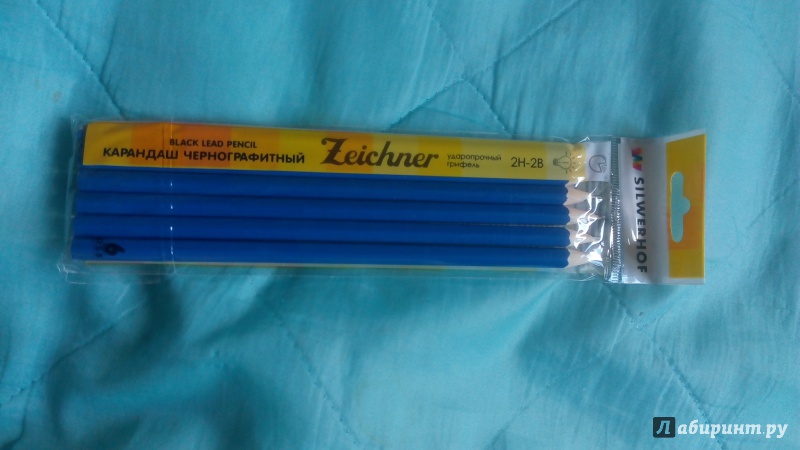 BLACK LEAD PENCIL
КАРАНДАШ ЧЕРНОГРАФИТНЫЙ
Zeichner
ударопрочный
грифель
2H-2B
SILWERHOF
Лабиринт.ру